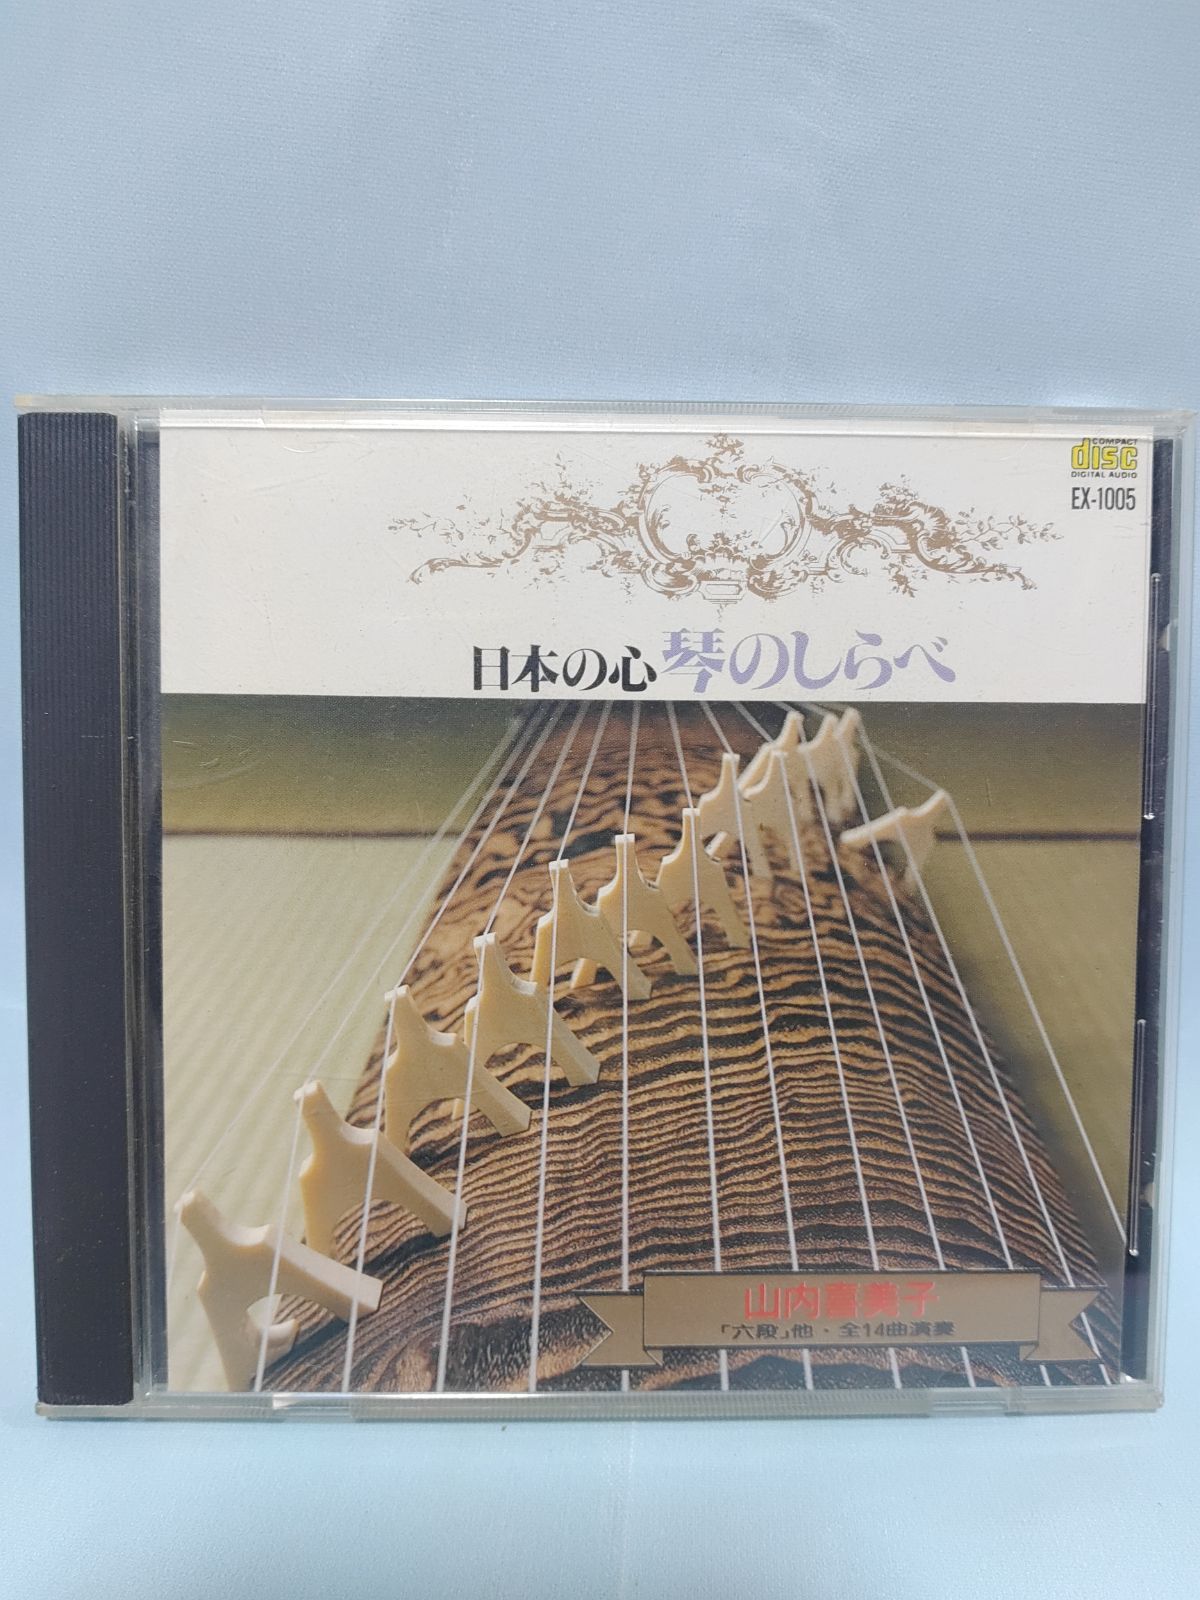 COMPACT
disc
DIGITAL AUDIO
EX-1005
日本の心 琴のしらべ
山内喜美子
「六段」他・全14曲演奏